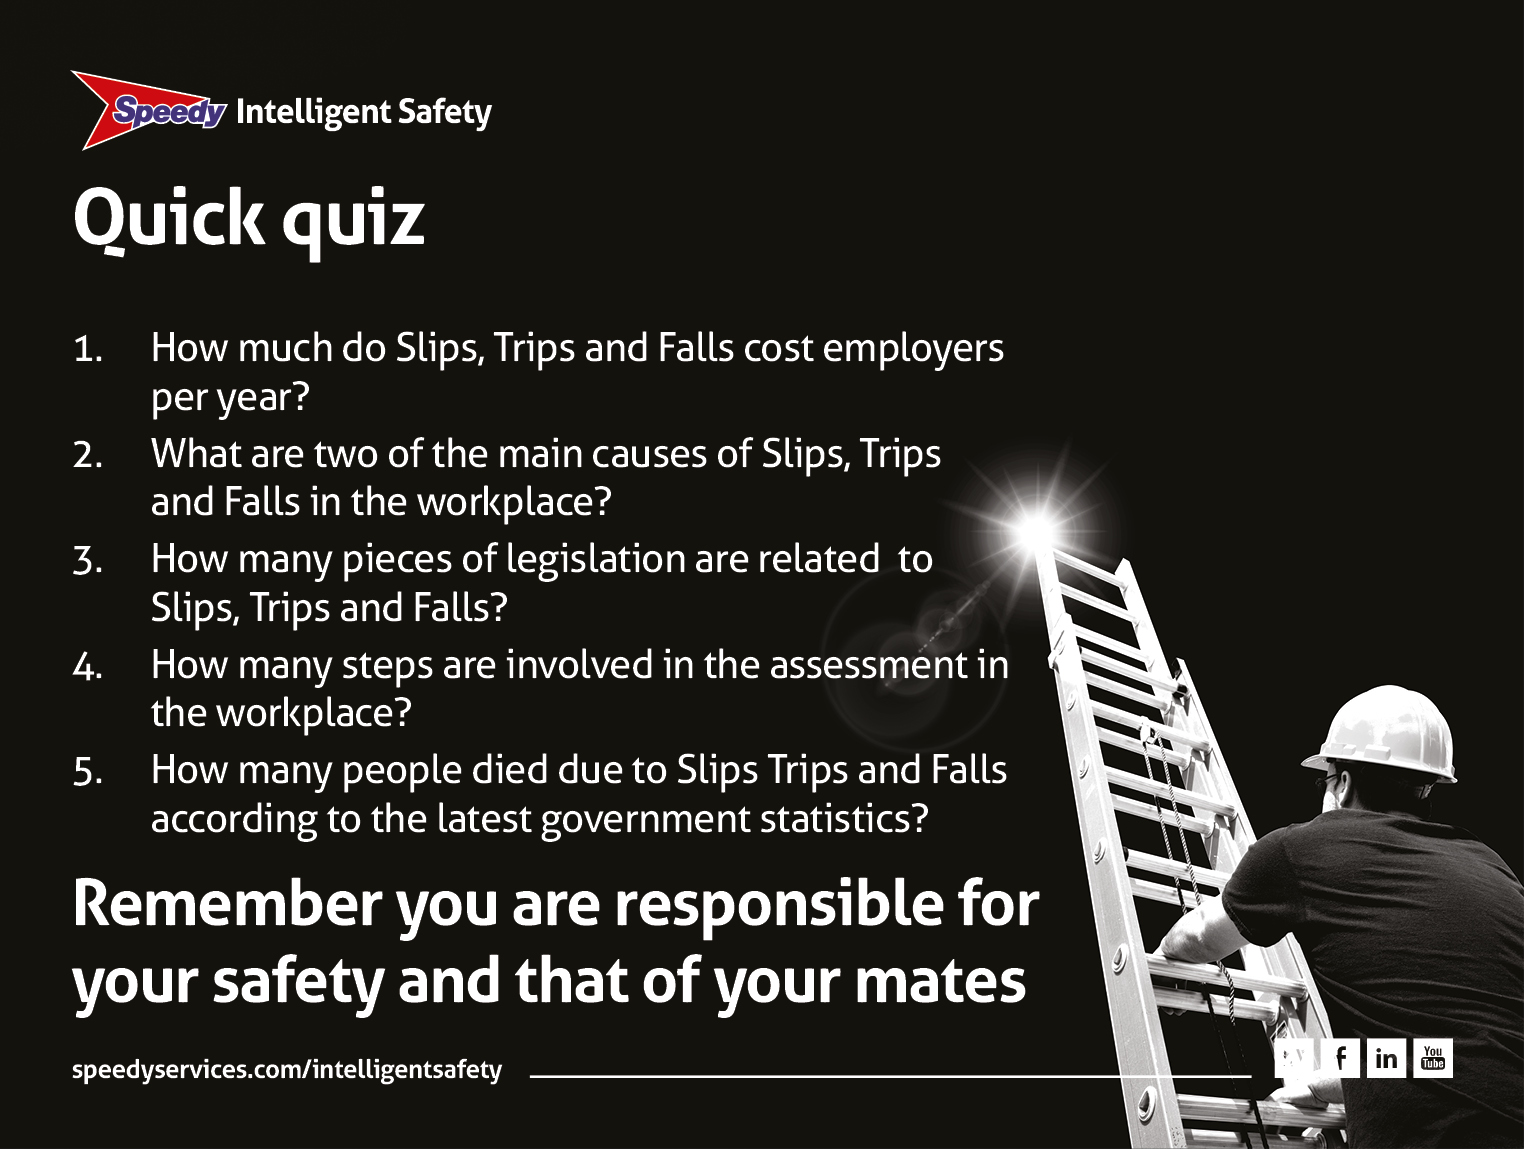 Speedy Intelligent Safety
Quick quiz
1. How much do Slips, Trips and Falls cost employers
per year?
2. What are two of the main causes of Slips, Trips
and Falls in the workplace?
3. How many pieces of legislation are related  to
Slips, Trips and Falls?
4. How many steps are involved in the assessment in
the workplace?
5. How many people died due to Slips Trips and Falls
according to the latest government statistics?
Remember you are responsible for
your safety and that of your mates
speedyservices.com/intelligentsafety
f in You
Tube